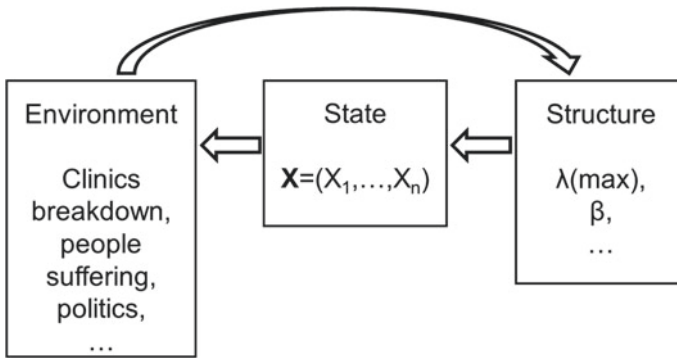 Environment
Clinics
breakdown,
people
suffering,
politics,
…
State
X=(X₁,…,Xₙ)
Structure
λ(max),
β,
…